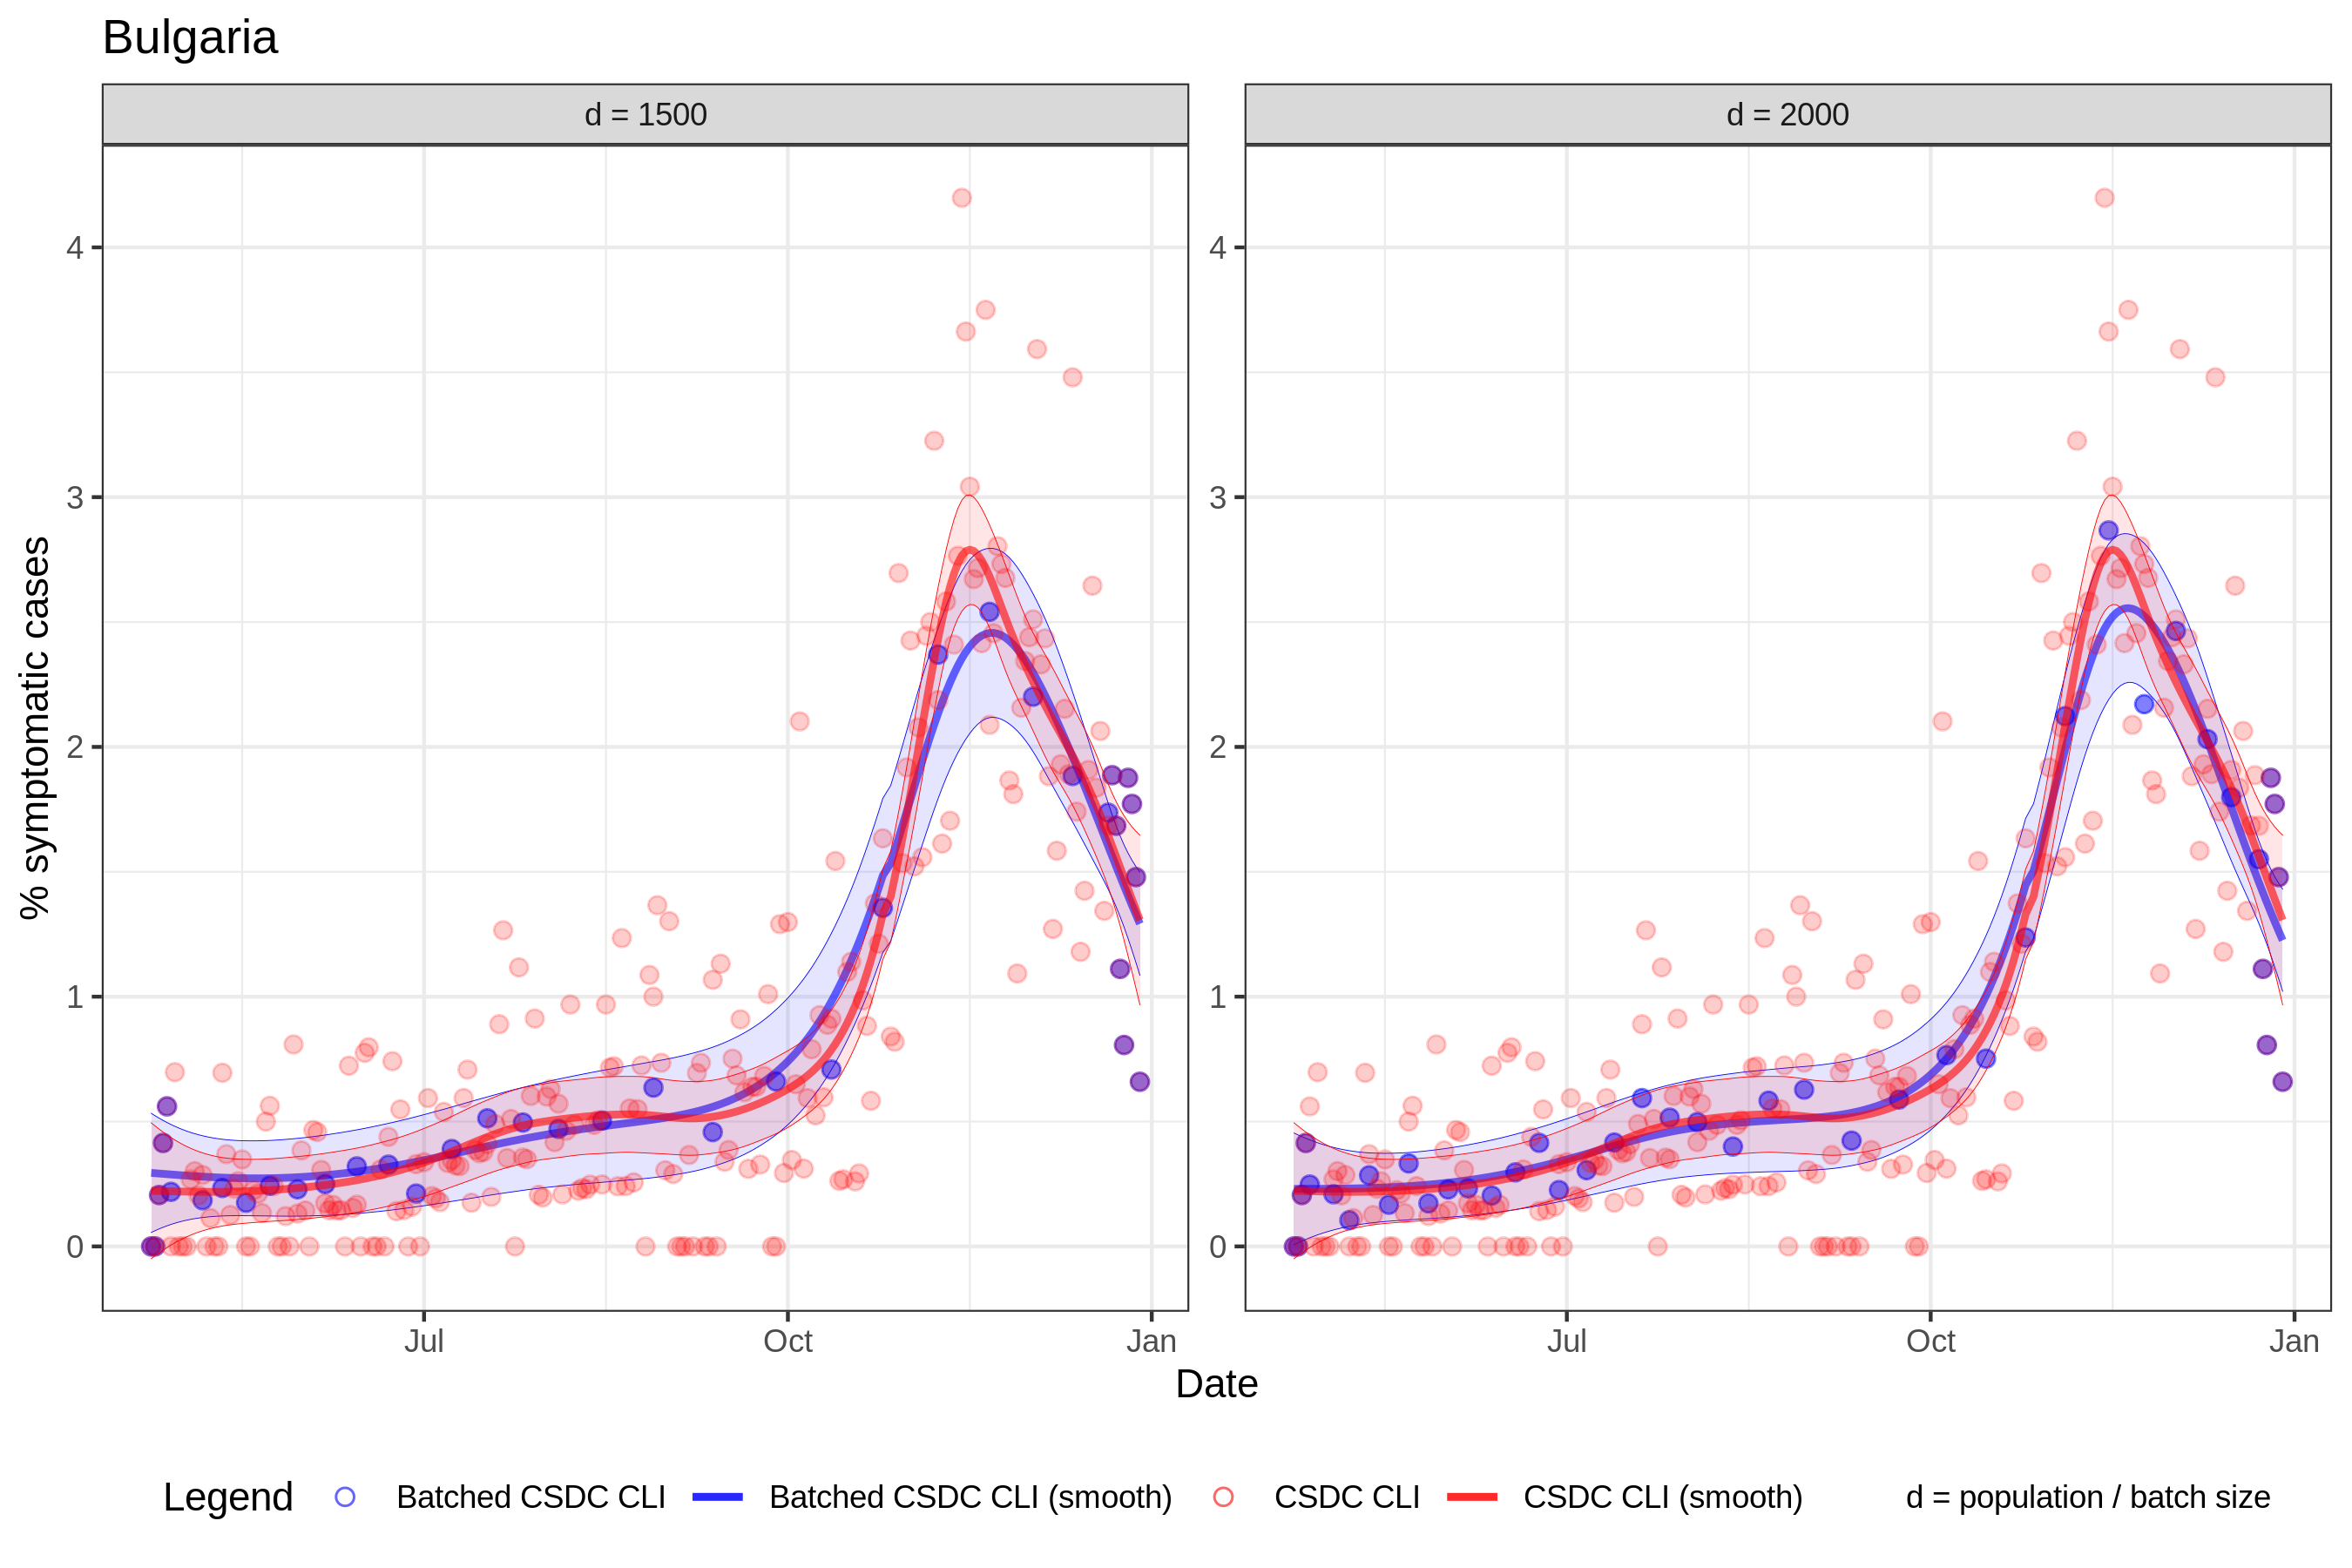 Bulgaria
d = 1500
d = 2000
% symptomatic cases
4
3
2
1
0
4
3
2
1
0
Jul
Oct
Jan
Jul
Oct
Jan
Date
Legend
Batched CSDC CLI
Batched CSDC CLI (smooth)
CSDC CLI
CSDC CLI (smooth)
d = population / batch size